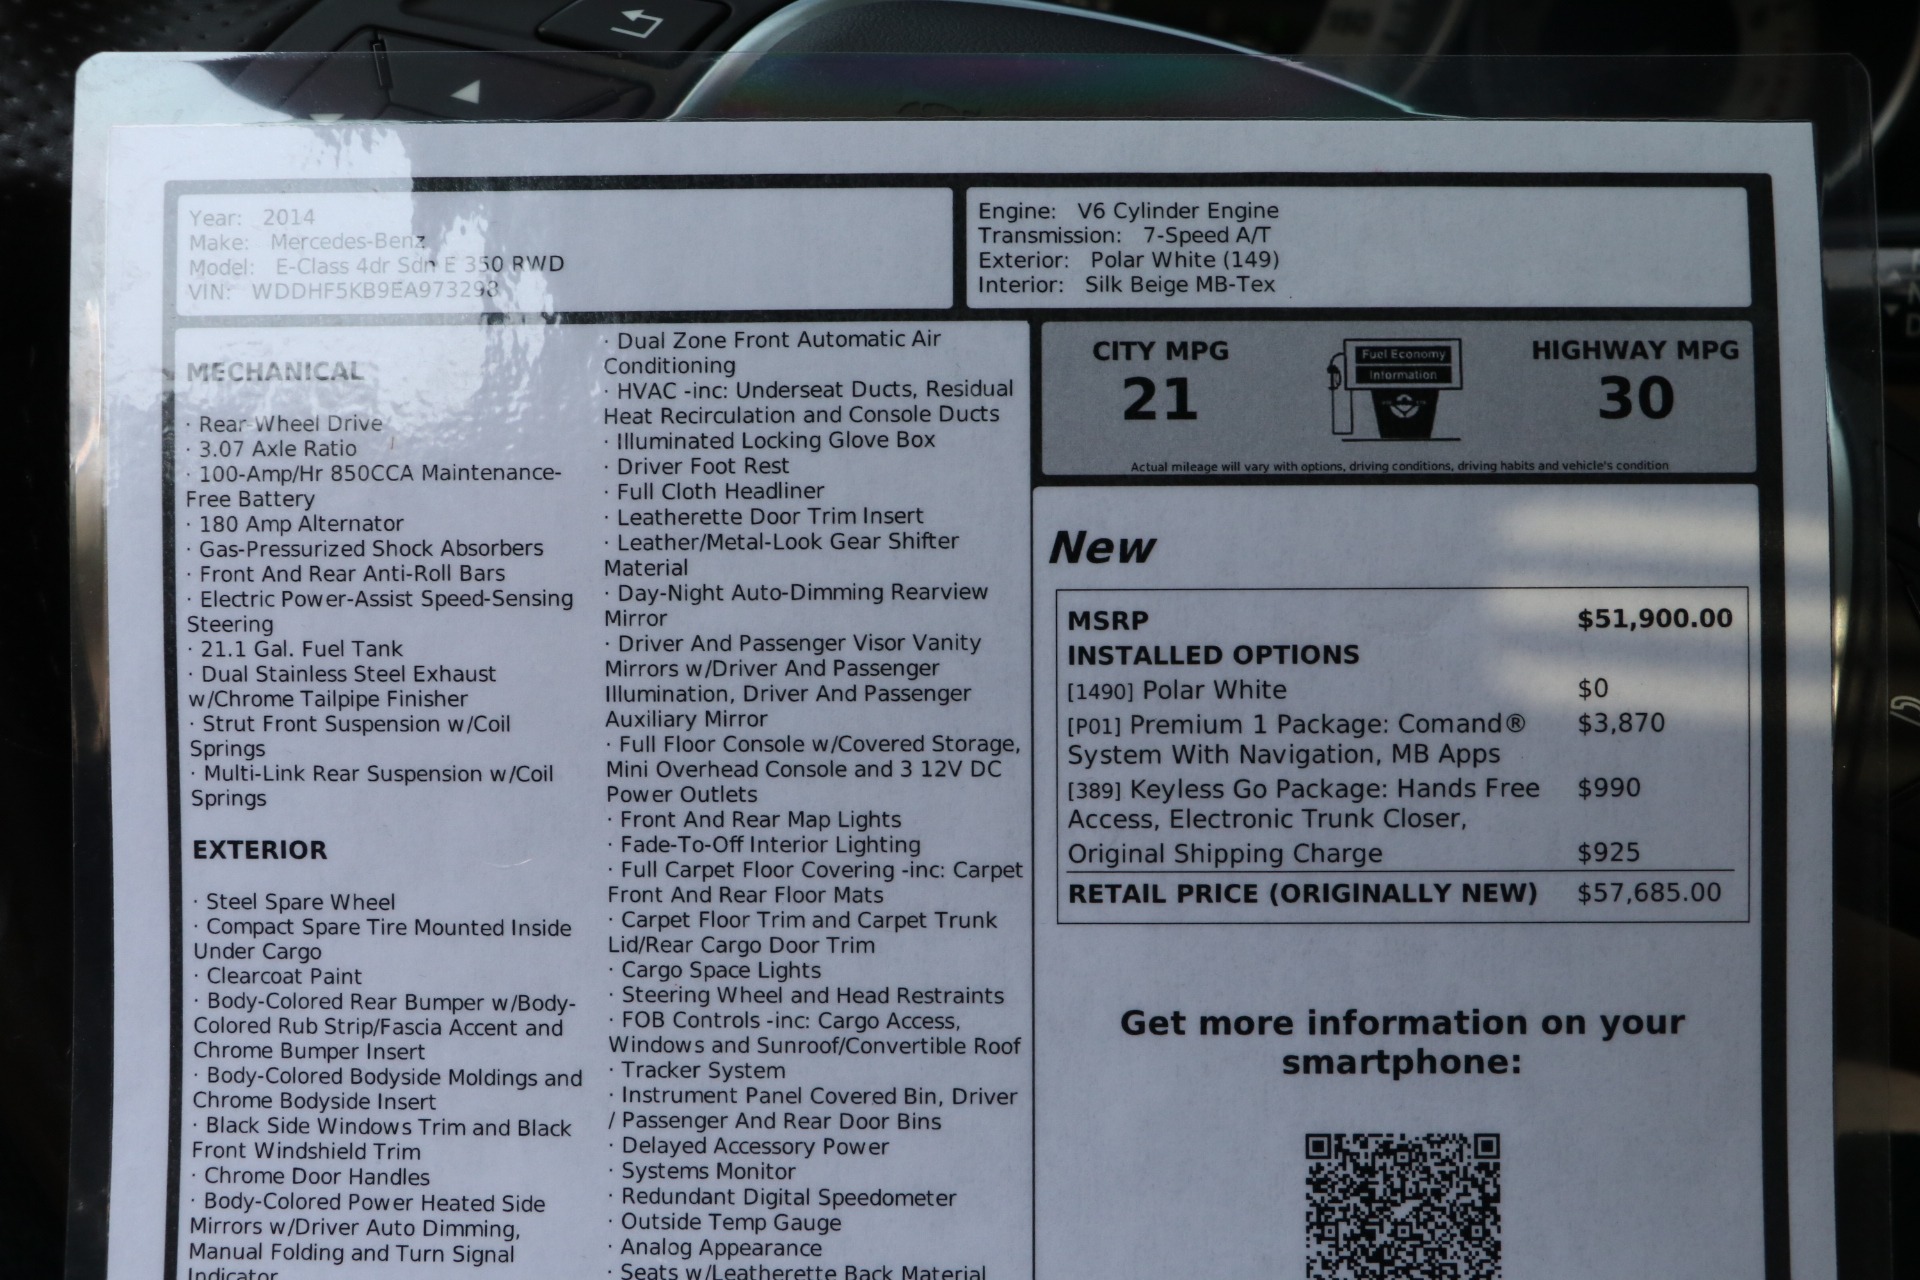 Year: 2014
Make: Mercedes-Benz
Model: E-Class 4dr Sdn E 350 RWD
VIN: WDDHF5KB9EA973298
Engine: V6 Cylinder Engine
Transmission: 7-Speed A/T
Exterior: Polar White (149)
Interior: Silk Beige MB-Tex
MECHANICAL
· Rear-Wheel Drive
· 3.07 Axle Ratio
· 100-Amp/Hr 850CCA Maintenance-
Free Battery
· 180 Amp Alternator
· Gas-Pressurized Shock Absorbers
· Front And Rear Anti-Roll Bars
· Electric Power-Assist Speed-Sensing
Steering
· 21.1 Gal. Fuel Tank
· Dual Stainless Steel Exhaust
w/Chrome Tailpipe Finisher
· Strut Front Suspension w/Coil
Springs
· Multi-Link Rear Suspension w/Coil
Springs
EXTERIOR
· Steel Spare Wheel
· Compact Spare Tire Mounted Inside
Under Cargo
· Clearcoat Paint
· Body-Colored Rear Bumper w/Body-
Colored Rub Strip/Fascia Accent and
Chrome Bumper Insert
· Body-Colored Bodyside Moldings and
Chrome Bodyside Insert
· Black Side Windows Trim and Black
Front Windshield Trim
· Chrome Door Handles
· Body-Colored Power Heated Side
Mirrors w/Driver Auto Dimming,
Manual Folding and Turn Signal
Indicator
· Dual Zone Front Automatic Air
Conditioning
· HVAC -inc: Underseat Ducts, Residual
Heat Recirculation and Console Ducts
· Illuminated Locking Glove Box
· Driver Foot Rest
· Full Cloth Headliner
· Leatherette Door Trim Insert
· Leather/Metal-Look Gear Shifter
Material
· Day-Night Auto-Dimming Rearview
Mirror
· Driver And Passenger Visor Vanity
Mirrors w/Driver And Passenger
Illumination, Driver And Passenger
Auxiliary Mirror
· Full Floor Console w/Covered Storage,
Mini Overhead Console and 3 12V DC
Power Outlets
· Front And Rear Map Lights
· Fade-To-Off Interior Lighting
· Full Carpet Floor Covering -inc: Carpet
Front And Rear Floor Mats
· Carpet Floor Trim and Carpet Trunk
Lid/Rear Cargo Door Trim
· Cargo Space Lights
· Steering Wheel and Head Restraints
· FOB Controls -inc: Cargo Access,
Windows and Sunroof/Convertible Roof
· Tracker System
· Instrument Panel Covered Bin, Driver
/ Passenger And Rear Door Bins
· Delayed Accessory Power
· Systems Monitor
· Redundant Digital Speedometer
· Outside Temp Gauge
· Analog Appearance
· Seats w/Leatherette Back Material
CITY MPG
21
Fuel Economy
Information
HIGHWAY MPG
30
Actual mileage will vary with options, driving conditions, driving habits and vehicle's condition
New
MSRP $51,900.00
INSTALLED OPTIONS
[1490] Polar White $0
[P01] Premium 1 Package: Comand® $3,870
System With Navigation, MB Apps
[389] Keyless Go Package: Hands Free $990
Access, Electronic Trunk Closer,
Original Shipping Charge $925
RETAIL PRICE (ORIGINALLY NEW) $57,685.00
Get more information on your
smartphone: